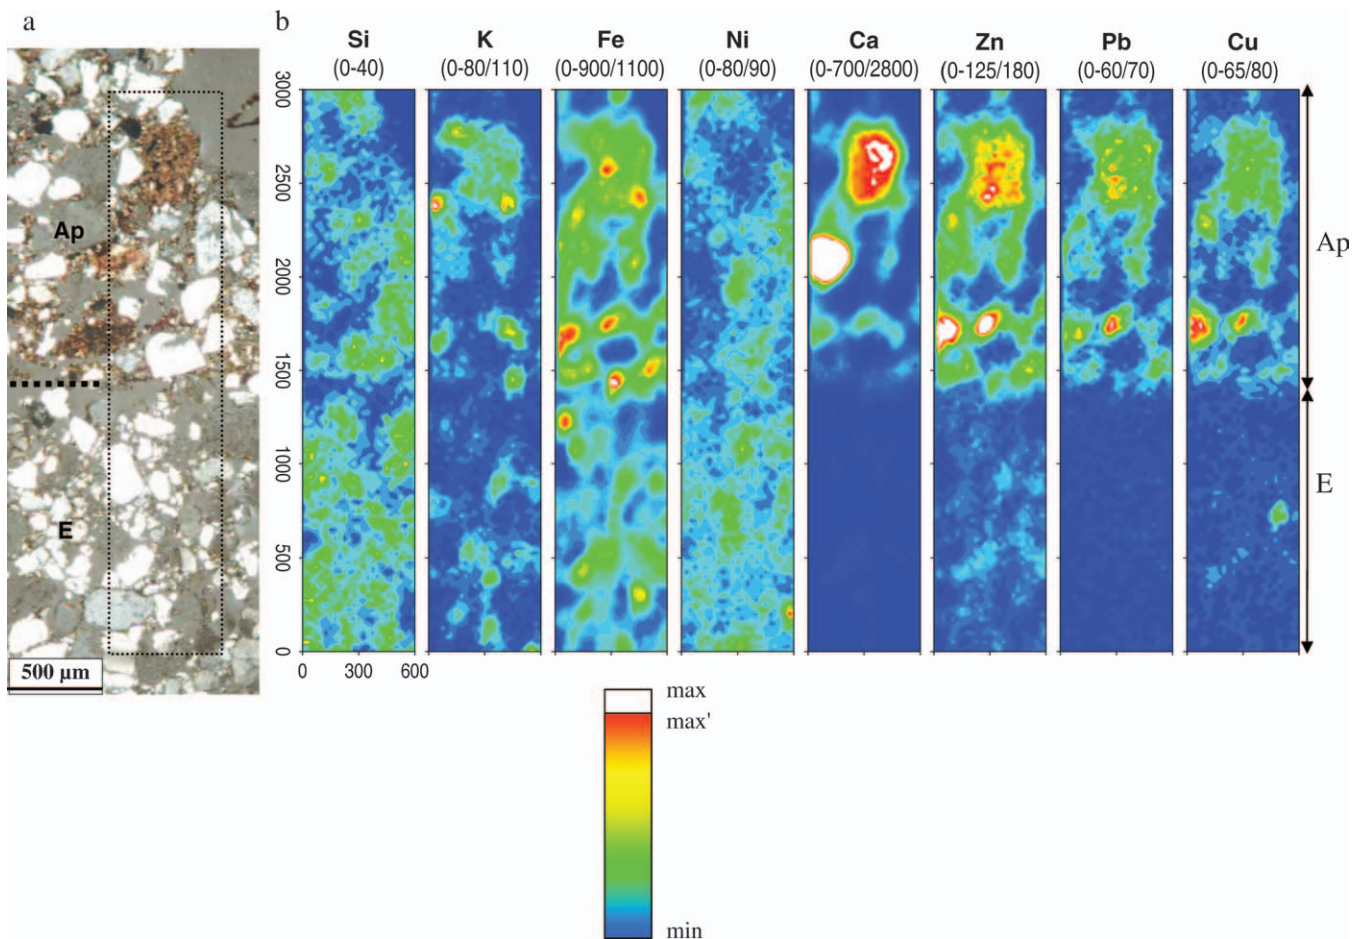 a
b
Si K Fe Ni Ca Zn Pb Cu
(0-40) (0-80/110) (0-900/1100) (0-80/90) (0-700/2800) (0-125/180) (0-60/70) (0-65/80)
3000
2500
Ap
Ap
2000
1500
1000
E
E
500
0
0 300 600
500 µm
max
max'
min